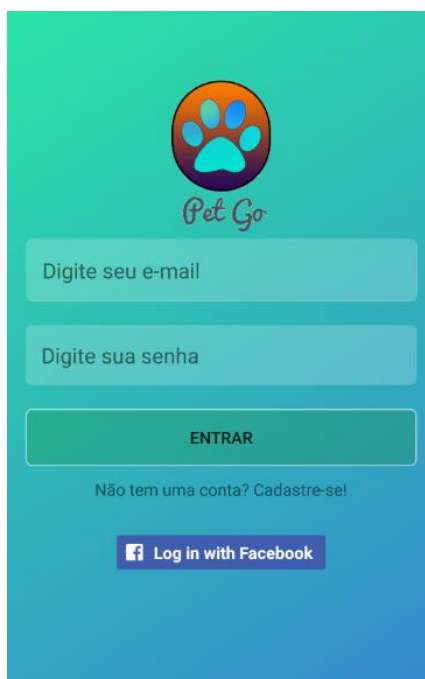 Pet Go
Digite seu e-mail
Digite sua senha
ENTRAR
Não tem uma conta? Cadastre-se!
Log in with Facebook